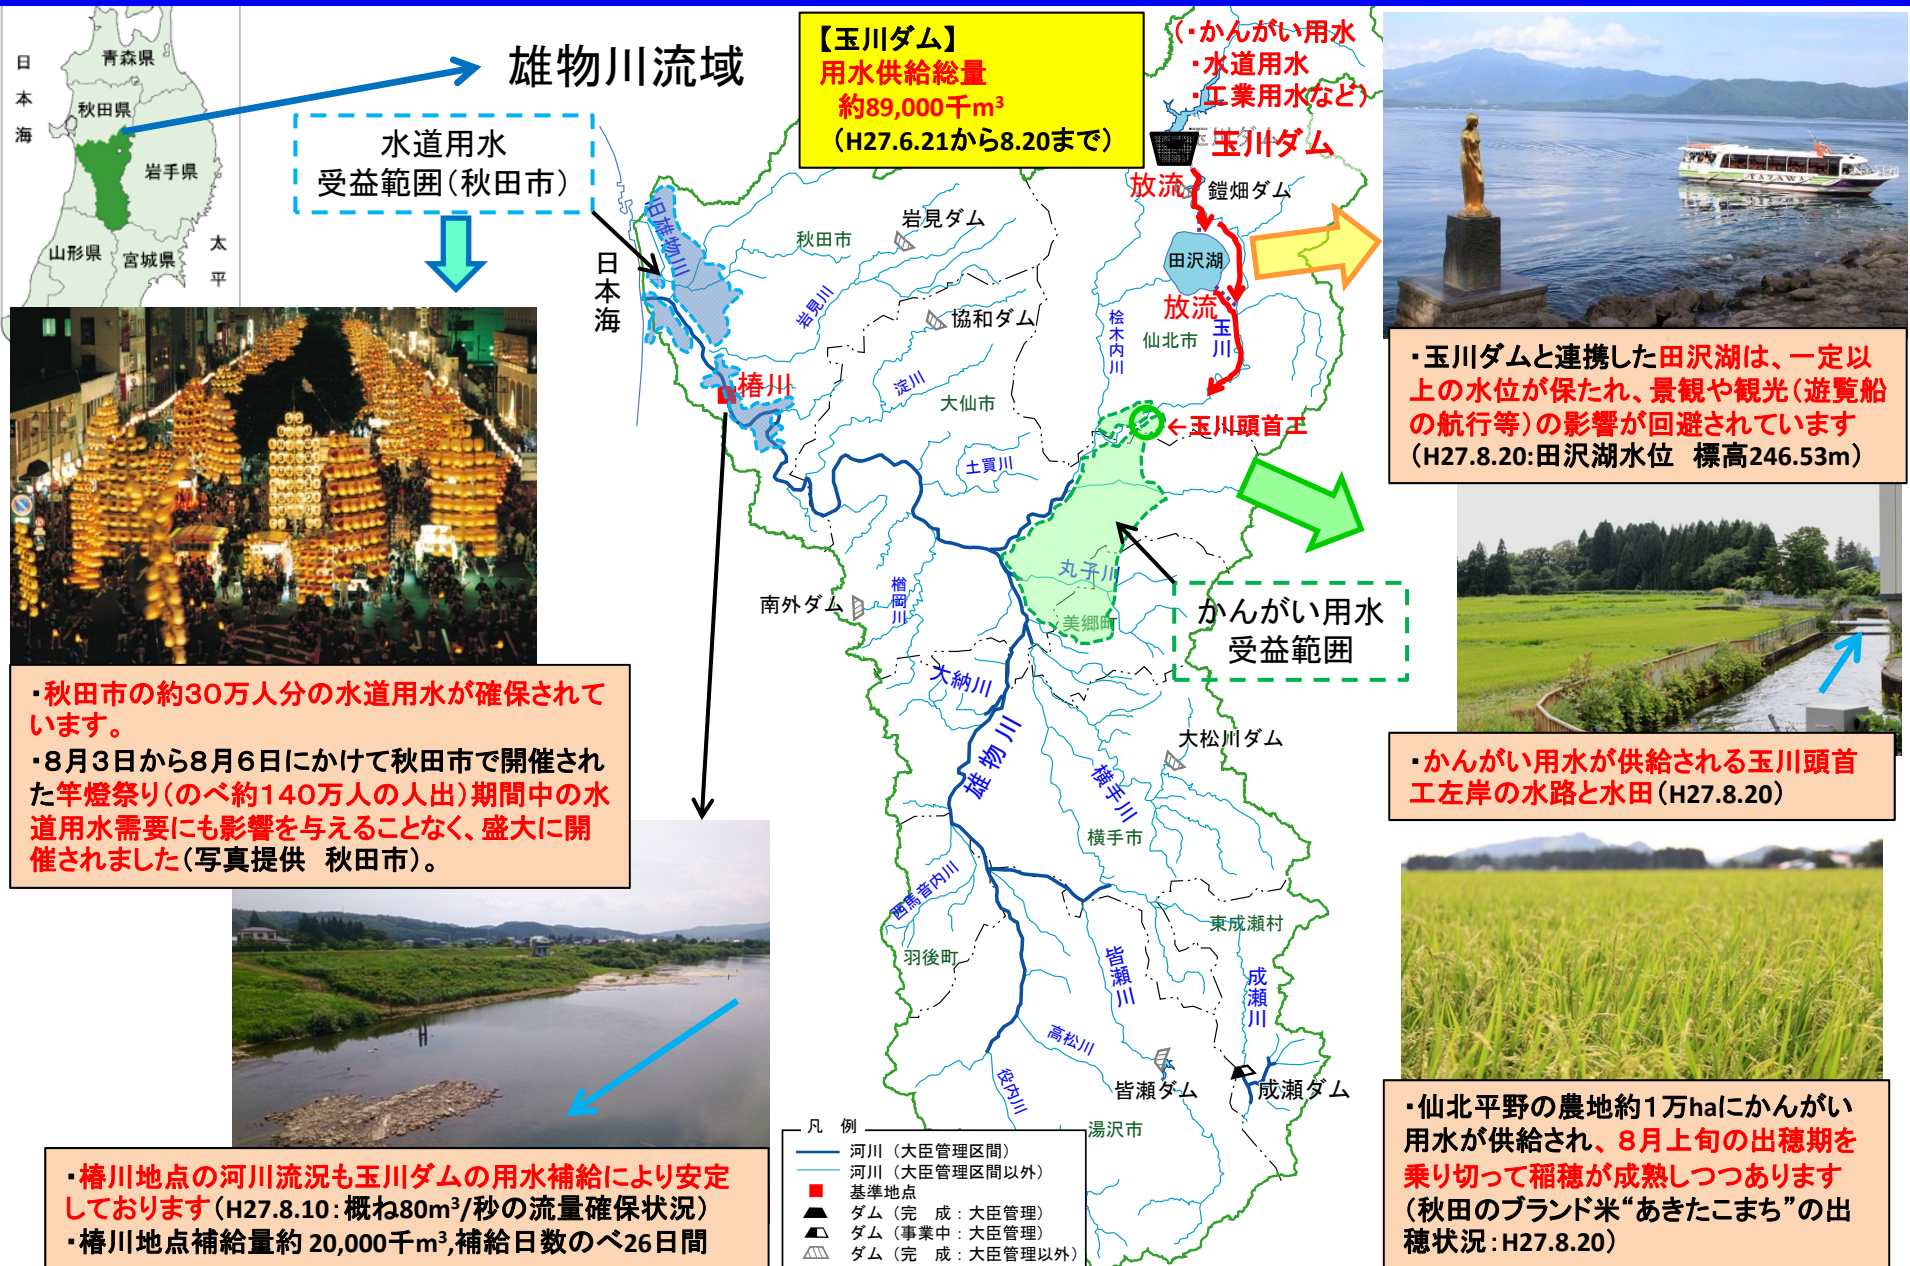 日本海
青森県
秋田県
岩手県
山形県
宮城県
太平
雄物川流域
水道用水
受益範囲(秋田市)
【玉川ダム】
用水供給総量
約89,000千m³
(H27.6.21から8.20まで)
(・かんがい用水
・水道用水
・工業用水など)
玉川ダム
放流
鎧畑ダム
田沢湖
放流
玉川
桧木内川
仙北市
←玉川頭首工
日本海
旧雄物川
秋田市
岩見ダム
岩見川
協和ダム
淀川
大仙市
椿川
土買川
丸子川
美郷町
かんがい用水
受益範囲
南外ダム
楢岡川
大納川
雄物川
大松川ダム
横手川
横手市
西馬音内川
羽後町
東成瀬村
皆瀬川
成瀬川
高松川
役内川
皆瀬ダム
成瀬ダム
湯沢市
TAZAWA
・玉川ダムと連携した田沢湖は、一定以
上の水位が保たれ、景観や観光(遊覧船
の航行等)の影響が回避されています
(H27.8.20:田沢湖水位 標高246.53m)
・かんがい用水が供給される玉川頭首
工左岸の水路と水田(H27.8.20)
・仙北平野の農地約1万haにかんがい
用水が供給され、8月上旬の出穂期を
乗り切って稲穂が成熟しつつあります
(秋田のブランド米“あきたこまち”の出
穂状況:H27.8.20)
・秋田市の約30万人分の水道用水が確保されて
います。
・8月3日から8月6日にかけて秋田市で開催され
た竿燈祭り(のべ約140万人の人出)期間中の水
道用水需要にも影響を与えることなく、盛大に開
催されました(写真提供 秋田市)。
・椿川地点の河川流況も玉川ダムの用水補給により安定
しております(H27.8.10:概ね80m³/秒の流量確保状況)
・椿川地点補給量約 20,000千m³,補給日数のべ26日間
凡 例
河川（大臣管理区間）
河川（大臣管理区間以外）
基準地点
ダム（完 成：大臣管理）
ダム（事業中：大臣管理）
ダム（完 成：大臣管理以外）